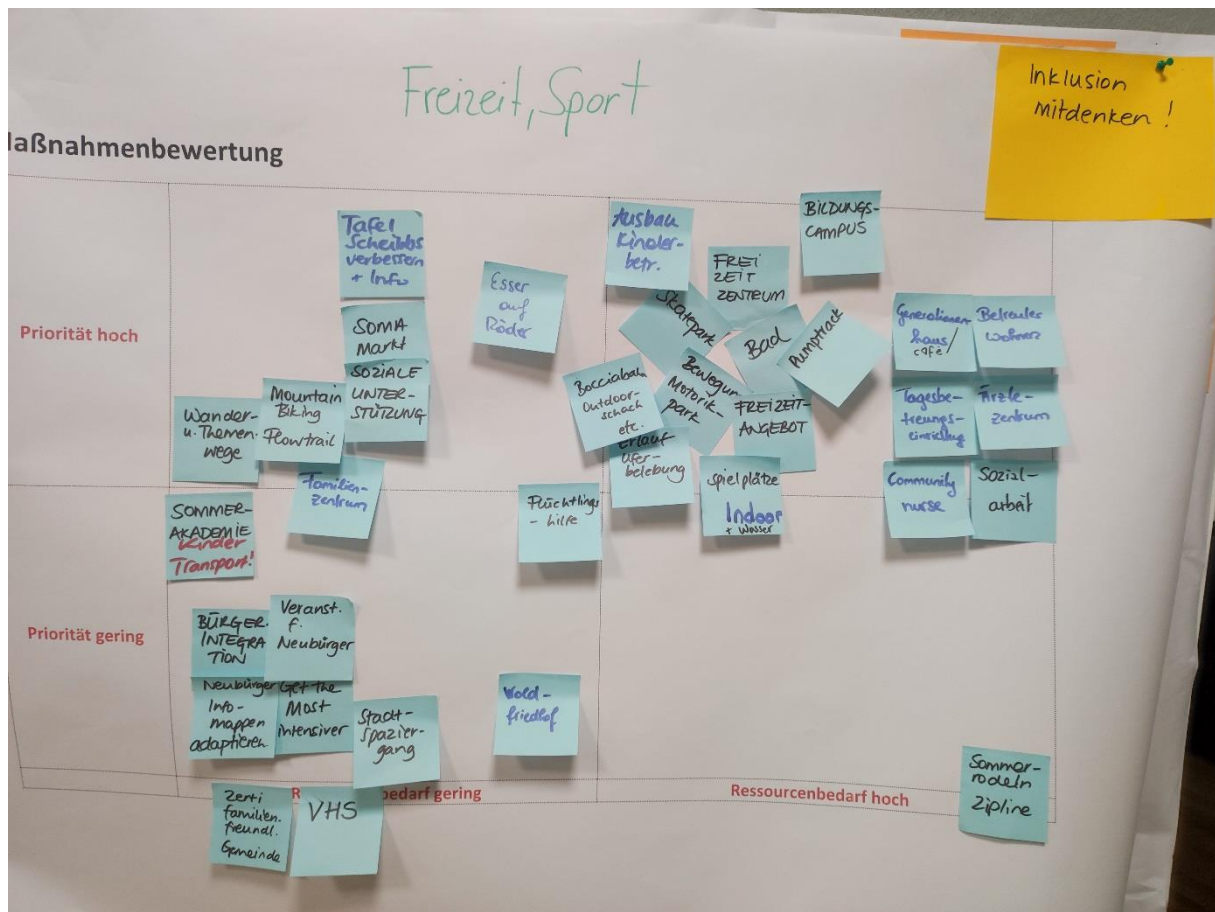 Freizeit, Sport
Inklusion
mitdenken !
aßnahmenbewertung
Priorität hoch
Tafel
Scheibbs
verbessern
+ Info
SOMA
Markt
SOZIALE
UNTER-
STÜTZUNG
Mountain
Biking
Flowtrail
Wander-
u. Themen-
wege
Esser
auf
Räder
Familien-
zentrum
Ausbau
Kinder-
betr.
FREI
ZEIT
ZENTRUM
BILDUNGS-
CAMPUS
Skatepark
Bad
Pumptrack
Bocciabah
Outdoor-
schach
etc.
Bewegun
Motorik-
park
FREIZEIT-
ANGEBOT
Erlauf
Ufer-
belebung
Spielplätze
Indoor
+ Wasser
Generationen
haus/
café
Betreuter
wohnen
Tagesbe-
treuungs-
Ärzte-
zentrum
Community
nurse
Sozial-
arbeit
Priorität gering
SOMMER-
AKADEMIE
Kinder
Transport!
Flüchtlings
- hilfe
BÜRGER-
INTEGRA
TION
Veranst.
f.
Neubürger
Neubürger
Info-
mappen
adaptieren
Get the
Most
intensiver
Stadt-
spazier-
gang
Wald-
friedhof
Sommer-
rodeln
Zipline
R
bedarf gering
Ressourcenbedarf hoch
Zerti
familien.
freundl.
Gemeinde
VHS